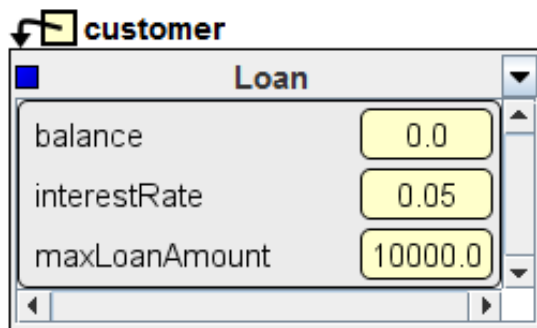 customer
Loan
balance 0.0
interestRate 0.05
maxLoanAmount 10000.0